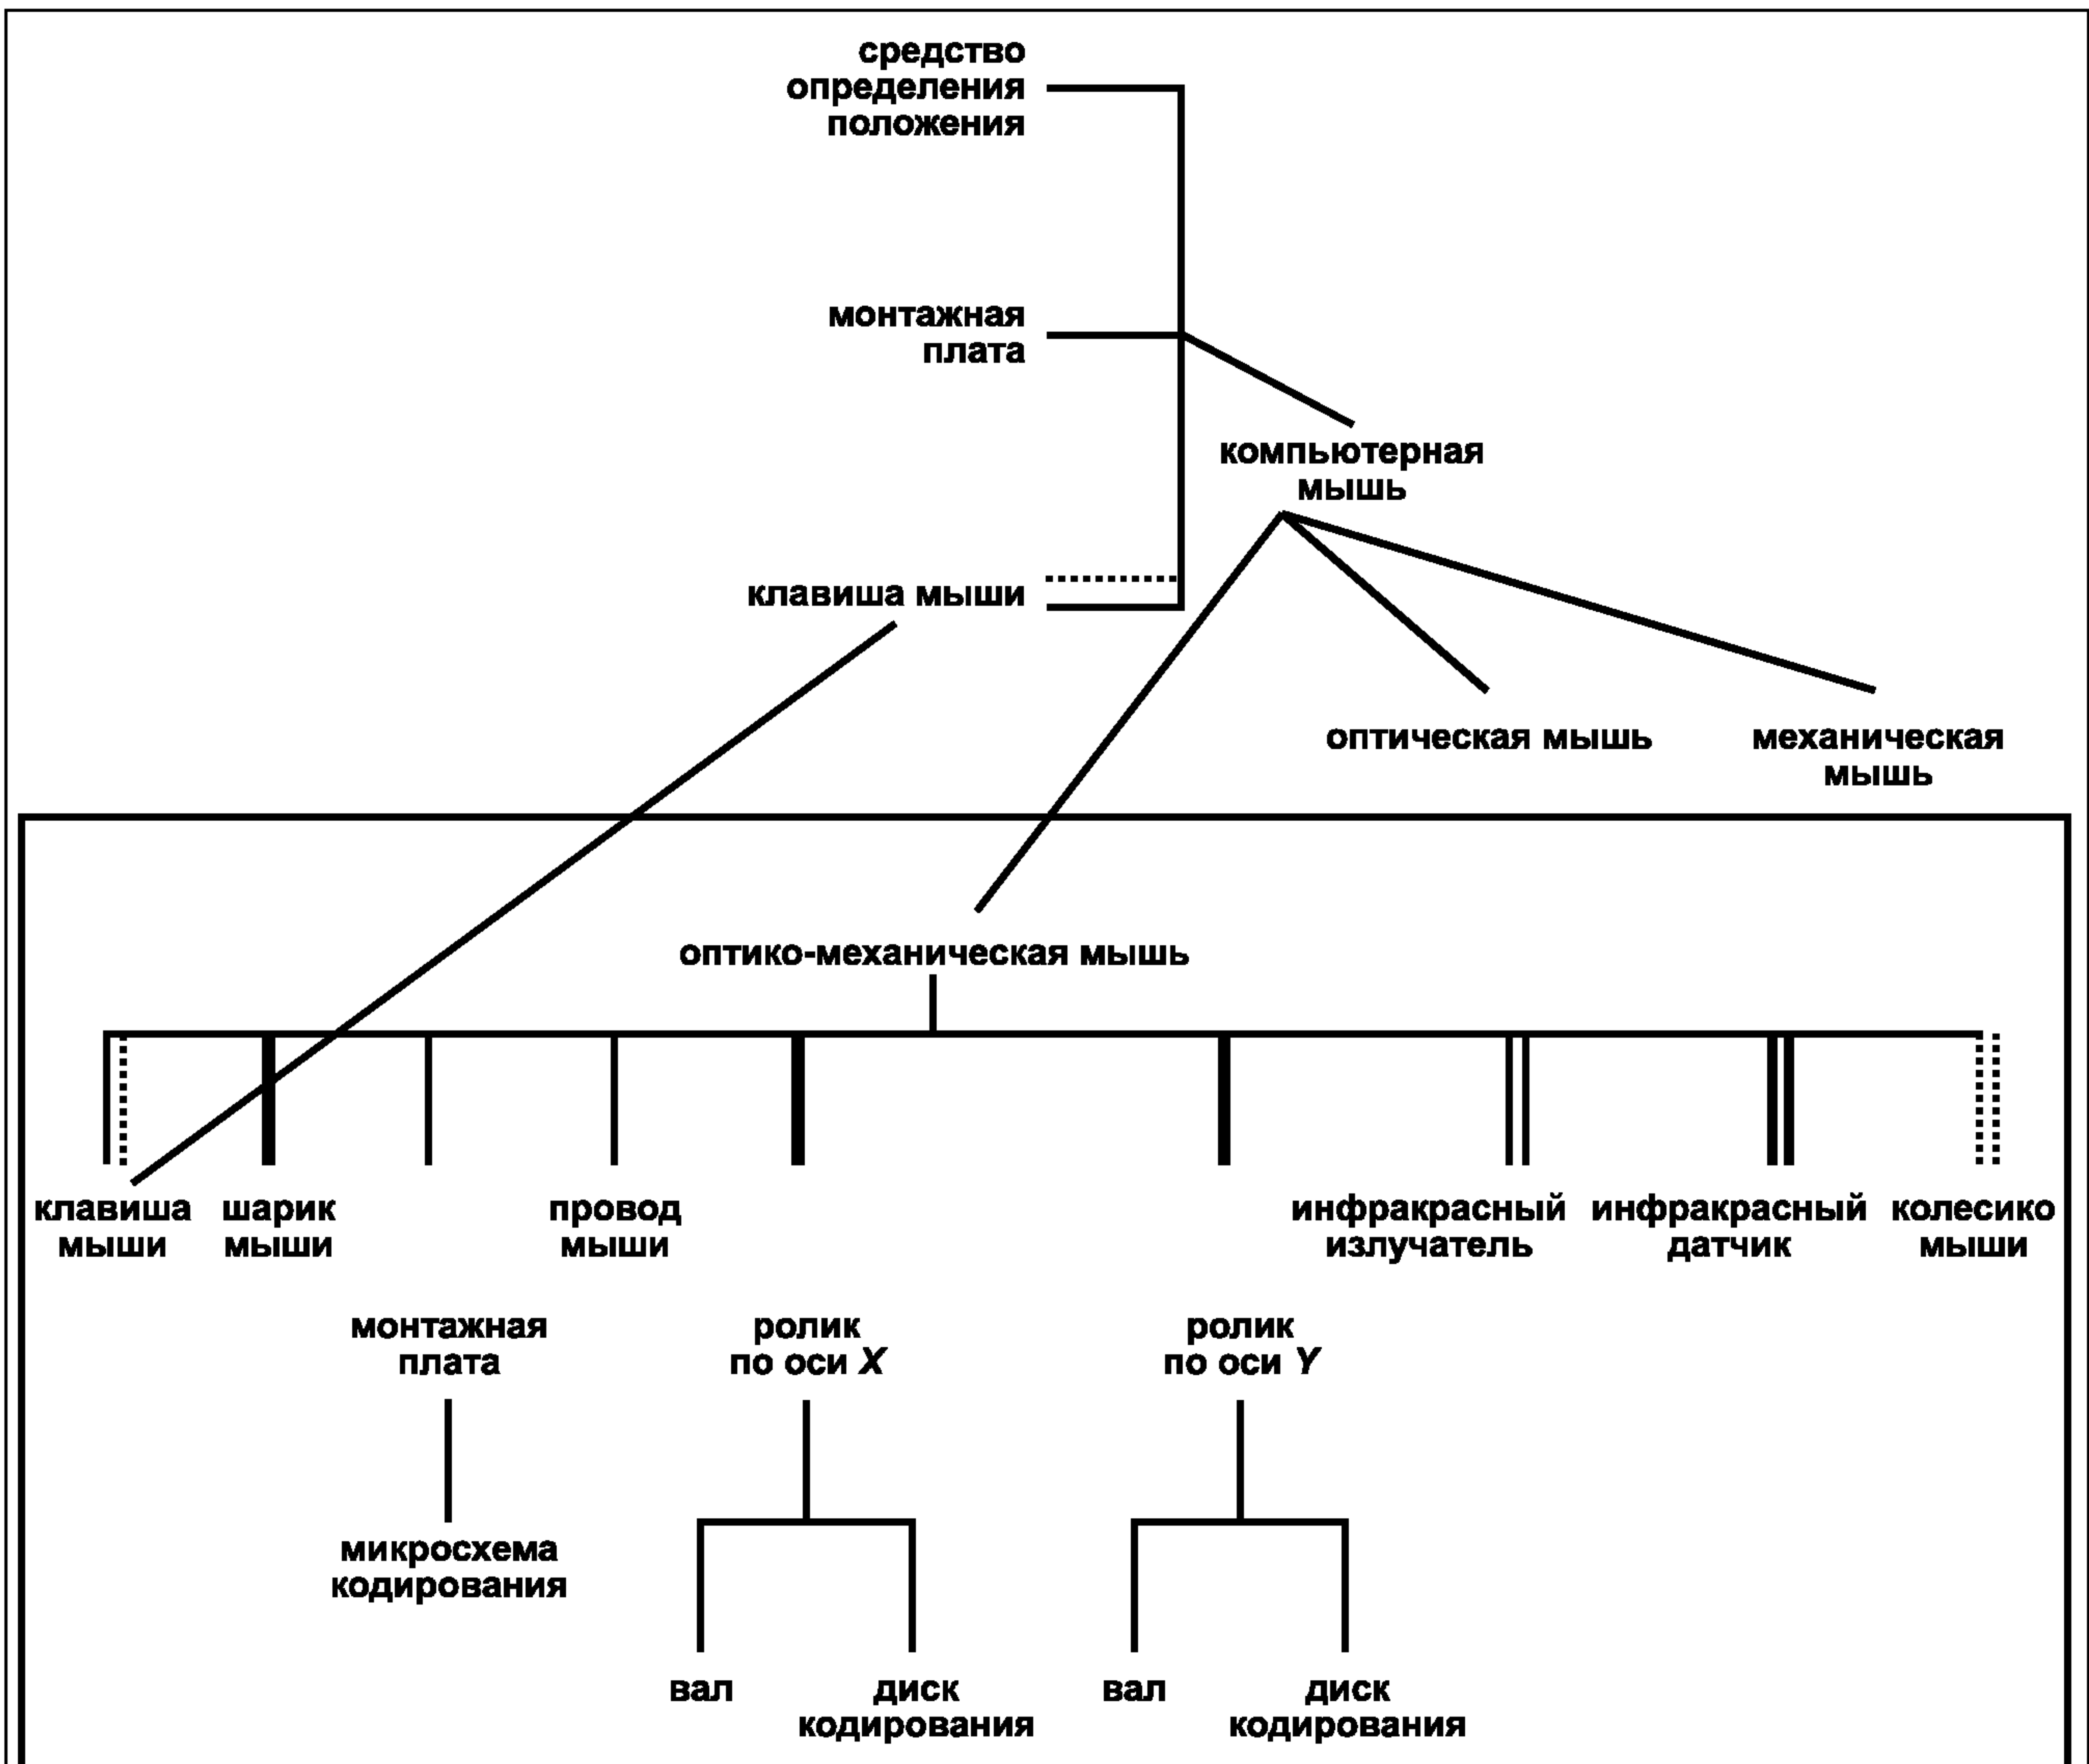 средство
определения
положения
монтажная
плата
компьютерная
мышь
клавиша мыши
оптическая мышь
механическая
мышь
оптико-механическая мышь
клавиша
мыши
шарик
мыши
провод
мыши
инфракрасный
излучатель
инфракрасный
датчик
колесико
мыши
монтажная
плата
ролик
по оси X
ролик
по оси Y
микросхема
кодирования
вал
диск
кодирования
вал
диск
кодирования